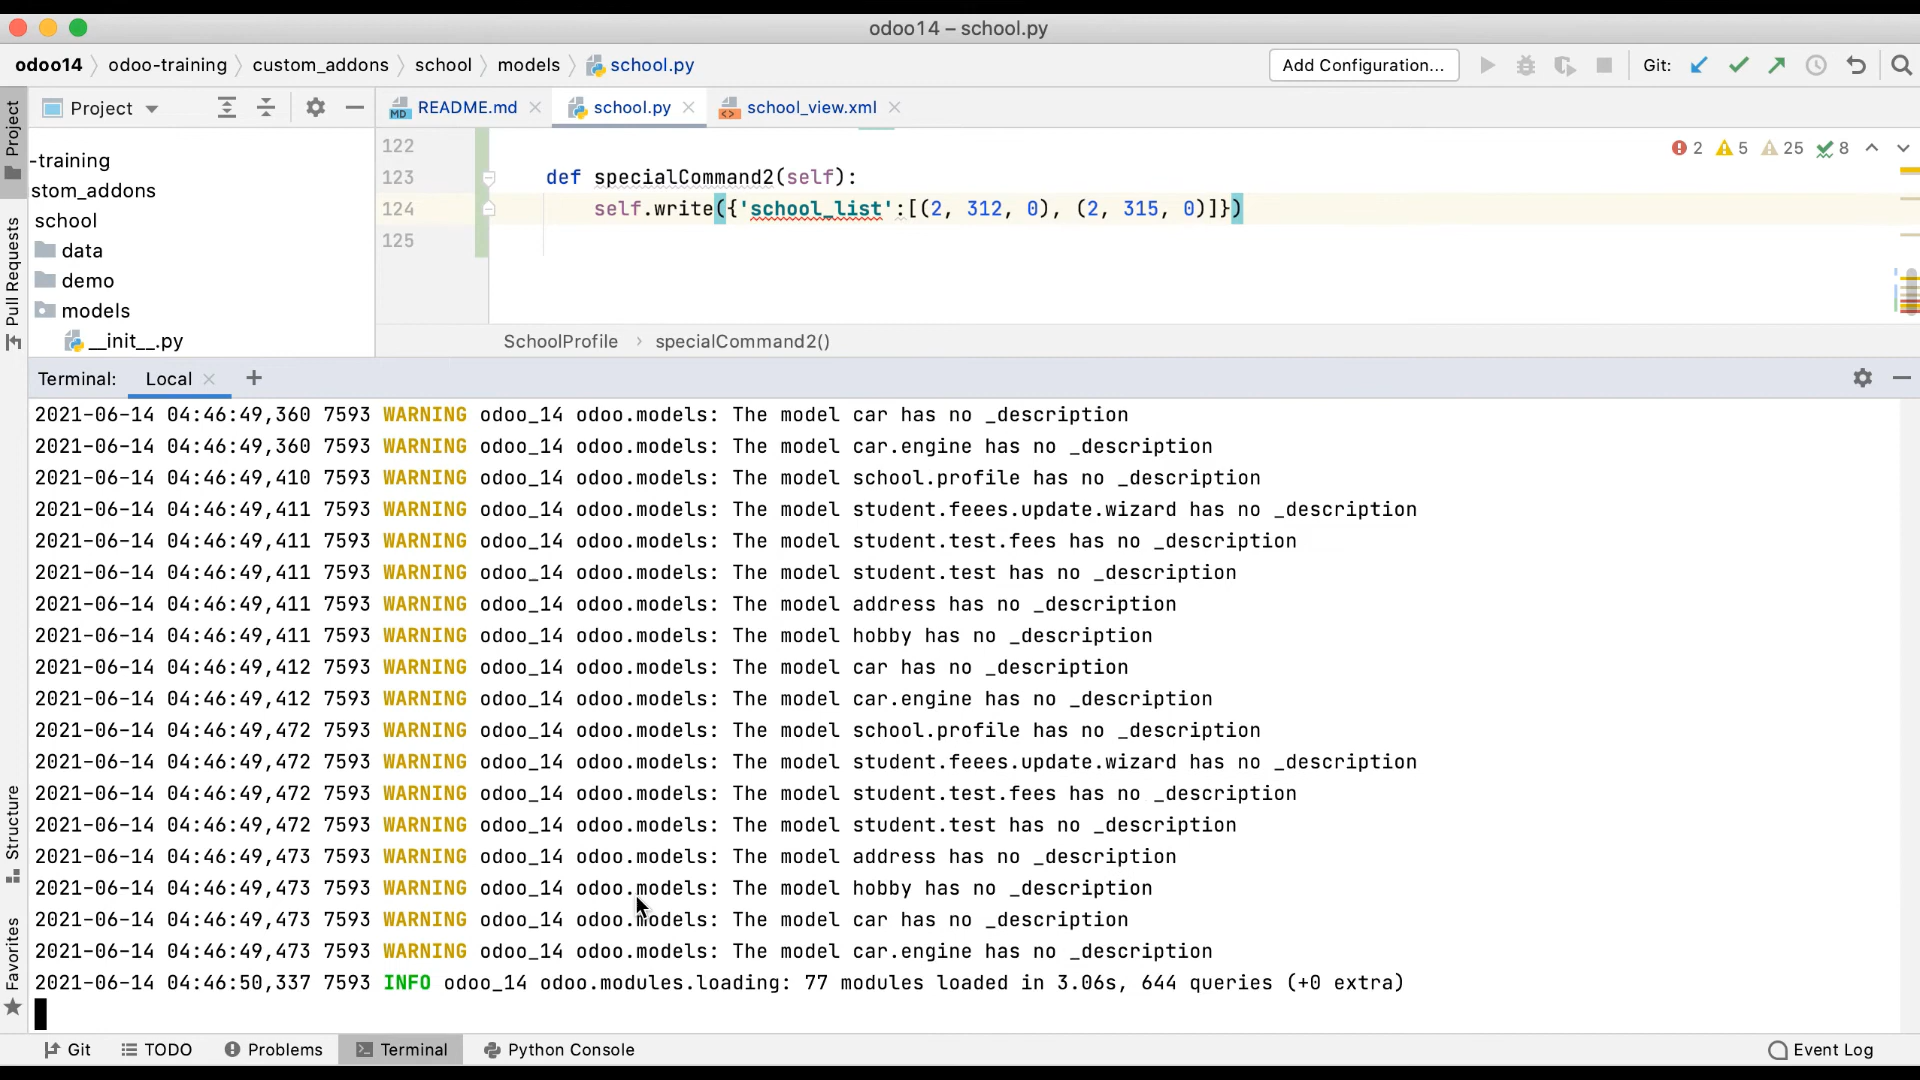 odoo14 – school.py
odoo14 odoo-training custom_addons school models school.py Add Configuration... Git:
Project README.md school.py school_view.xml
Project
Pull Requests
Structure
Favorites
-training
stom_addons
school
data
demo
models
__init__.py
122
2 5 25 8
123 def specialCommand2(self):
124 self.write({'school_list':[(2, 312, 0), (2, 315, 0)]})
125
SchoolProfile › specialCommand2()
Terminal: Local +
2021-06-14 04:46:49,360 7593 WARNING odoo_14 odoo.models: The model car has no _description
2021-06-14 04:46:49,360 7593 WARNING odoo_14 odoo.models: The model car.engine has no _description
2021-06-14 04:46:49,410 7593 WARNING odoo_14 odoo.models: The model school.profile has no _description
2021-06-14 04:46:49,411 7593 WARNING odoo_14 odoo.models: The model student.feees.update.wizard has no _description
2021-06-14 04:46:49,411 7593 WARNING odoo_14 odoo.models: The model student.test.fees has no _description
2021-06-14 04:46:49,411 7593 WARNING odoo_14 odoo.models: The model student.test has no _description
2021-06-14 04:46:49,411 7593 WARNING odoo_14 odoo.models: The model address has no _description
2021-06-14 04:46:49,411 7593 WARNING odoo_14 odoo.models: The model hobby has no _description
2021-06-14 04:46:49,412 7593 WARNING odoo_14 odoo.models: The model car has no _description
2021-06-14 04:46:49,412 7593 WARNING odoo_14 odoo.models: The model car.engine has no _description
2021-06-14 04:46:49,472 7593 WARNING odoo_14 odoo.models: The model school.profile has no _description
2021-06-14 04:46:49,472 7593 WARNING odoo_14 odoo.models: The model student.feees.update.wizard has no _description
2021-06-14 04:46:49,472 7593 WARNING odoo_14 odoo.models: The model student.test.fees has no _description
2021-06-14 04:46:49,472 7593 WARNING odoo_14 odoo.models: The model student.test has no _description
2021-06-14 04:46:49,473 7593 WARNING odoo_14 odoo.models: The model address has no _description
2021-06-14 04:46:49,473 7593 WARNING odoo_14 odoo.models: The model hobby has no _description
2021-06-14 04:46:49,473 7593 WARNING odoo_14 odoo.models: The model car has no _description
2021-06-14 04:46:49,473 7593 WARNING odoo_14 odoo.models: The model car.engine has no _description
2021-06-14 04:46:50,337 7593 INFO odoo_14 odoo.modules.loading: 77 modules loaded in 3.06s, 644 queries (+0 extra)
Git TODO Problems Terminal Python Console Event Log